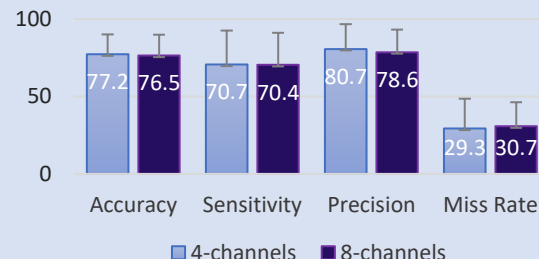 100
77.2 76.5 70.7 70.4 80.7 78.6
50
29.3 30.7
0
Accuracy Sensitivity Precision Miss Rate
4-channels 8-channels